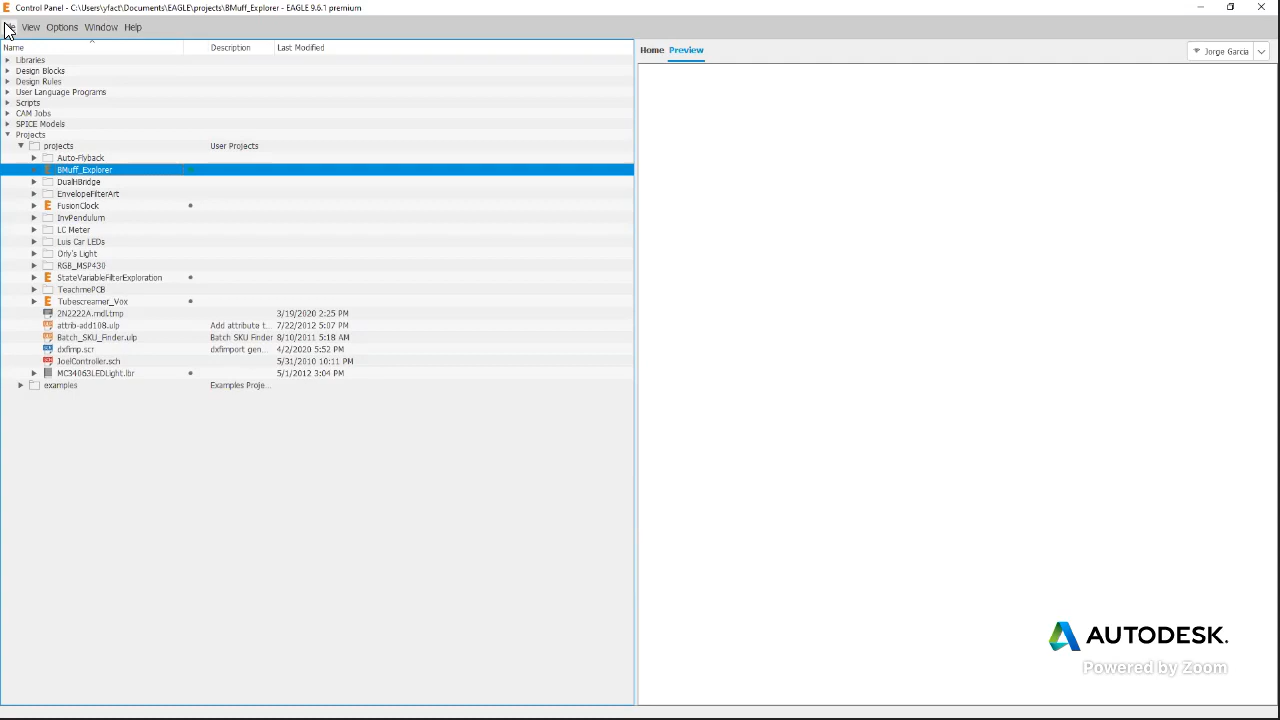 Control Panel - C:\Users\yfact\Documents\EAGLE\projects\BMuff_Explorer - EAGLE 9.6.1 premium
View Options Window Help
Name Description Last Modified
Libraries
Design Blocks
Design Rules
User Language Programs
Scripts
CAM Jobs
SPICE Models
Projects
projects User Projects
Auto-Flyback
BMuff_Explorer
DualHBridge
EnvelopeFilterArt
FusionClock
InvPendulum
LC Meter
Luis Car LEDs
Orly's Light
RGB_MSP430
StateVariableFilterExploration
TeachmePCB
Tubescreamer_Vox
2N2222A.mdl.tmp 3/19/2020 2:25 PM
attrib-add108.ulp Add attribute t... 7/22/2012 5:07 PM
Batch_SKU_Finder.ulp Batch SKU Finder 8/10/2011 5:18 AM
dxfimp.scr dxfimport gen... 4/2/2020 5:52 PM
JoelController.sch 5/31/2010 10:11 PM
MC34063LEDLight.lbr 5/1/2012 3:04 PM
examples Examples Proje...
Home Preview
Jorge Garcia
AUTODESK.
Powered by Zoom